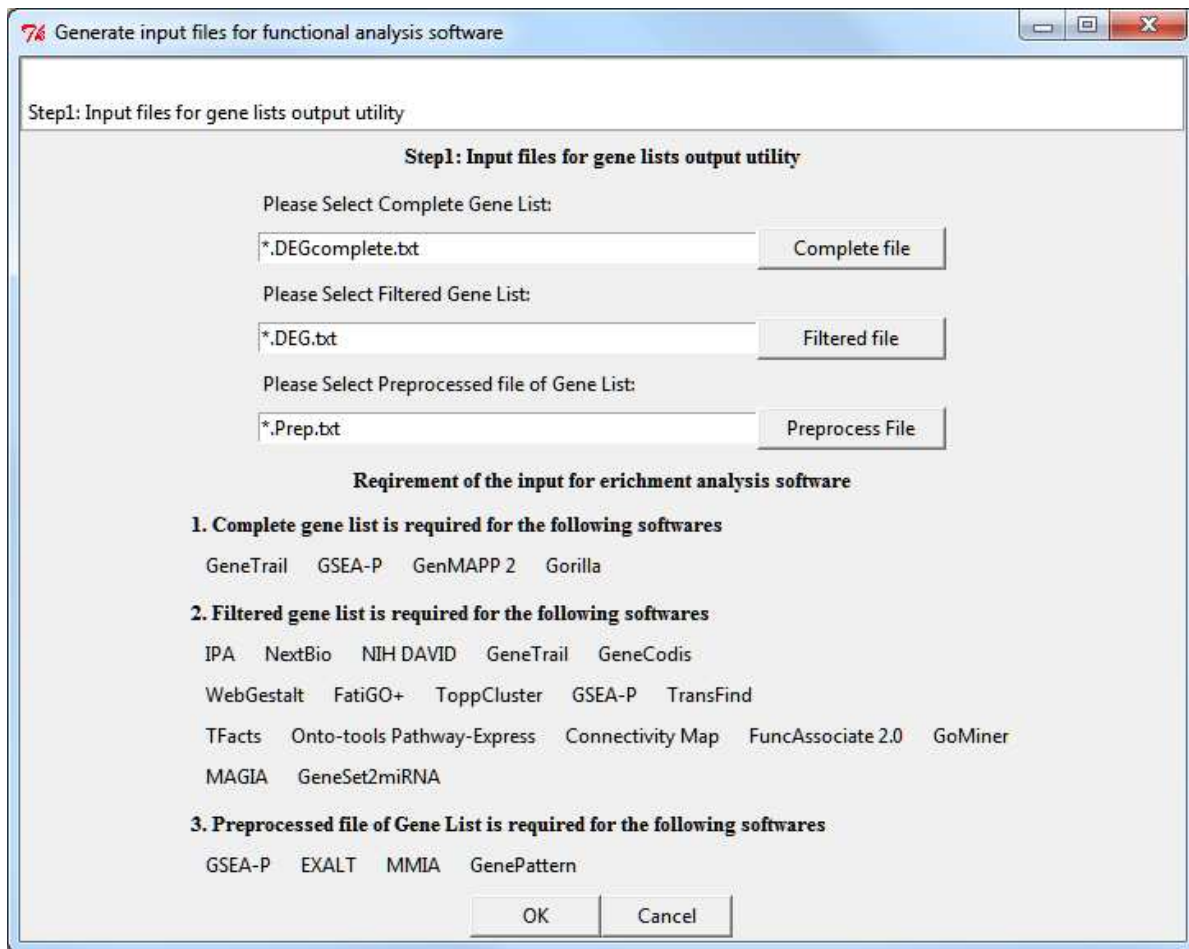 Generate input files for functional analysis software
Step1: Input files for gene lists output utility
Step1: Input files for gene lists output utility
Please Select Complete Gene List:
*.DEGcomplete.txt Complete file
Please Select Filtered Gene List:
*.DEG.txt Filtered file
Please Select Preprocessed file of Gene List:
*.Prep.txt Preprocess File
Reqirement of the input for erichment analysis software
1. Complete gene list is required for the following softwares
GeneTrail GSEA-P GenMAPP 2 Gorilla
2. Filtered gene list is required for the following softwares
IPA NextBio NIH DAVID GeneTrail GeneCodis
WebGestalt FatiGO+ ToppCluster GSEA-P TransFind
TFacts Onto-tools Pathway-Express Connectivity Map FuncAssociate 2.0 GoMiner
MAGIA GeneSet2miRNA
3. Preprocessed file of Gene List is required for the following softwares
GSEA-P EXALT MMIA GenePattern
OK Cancel